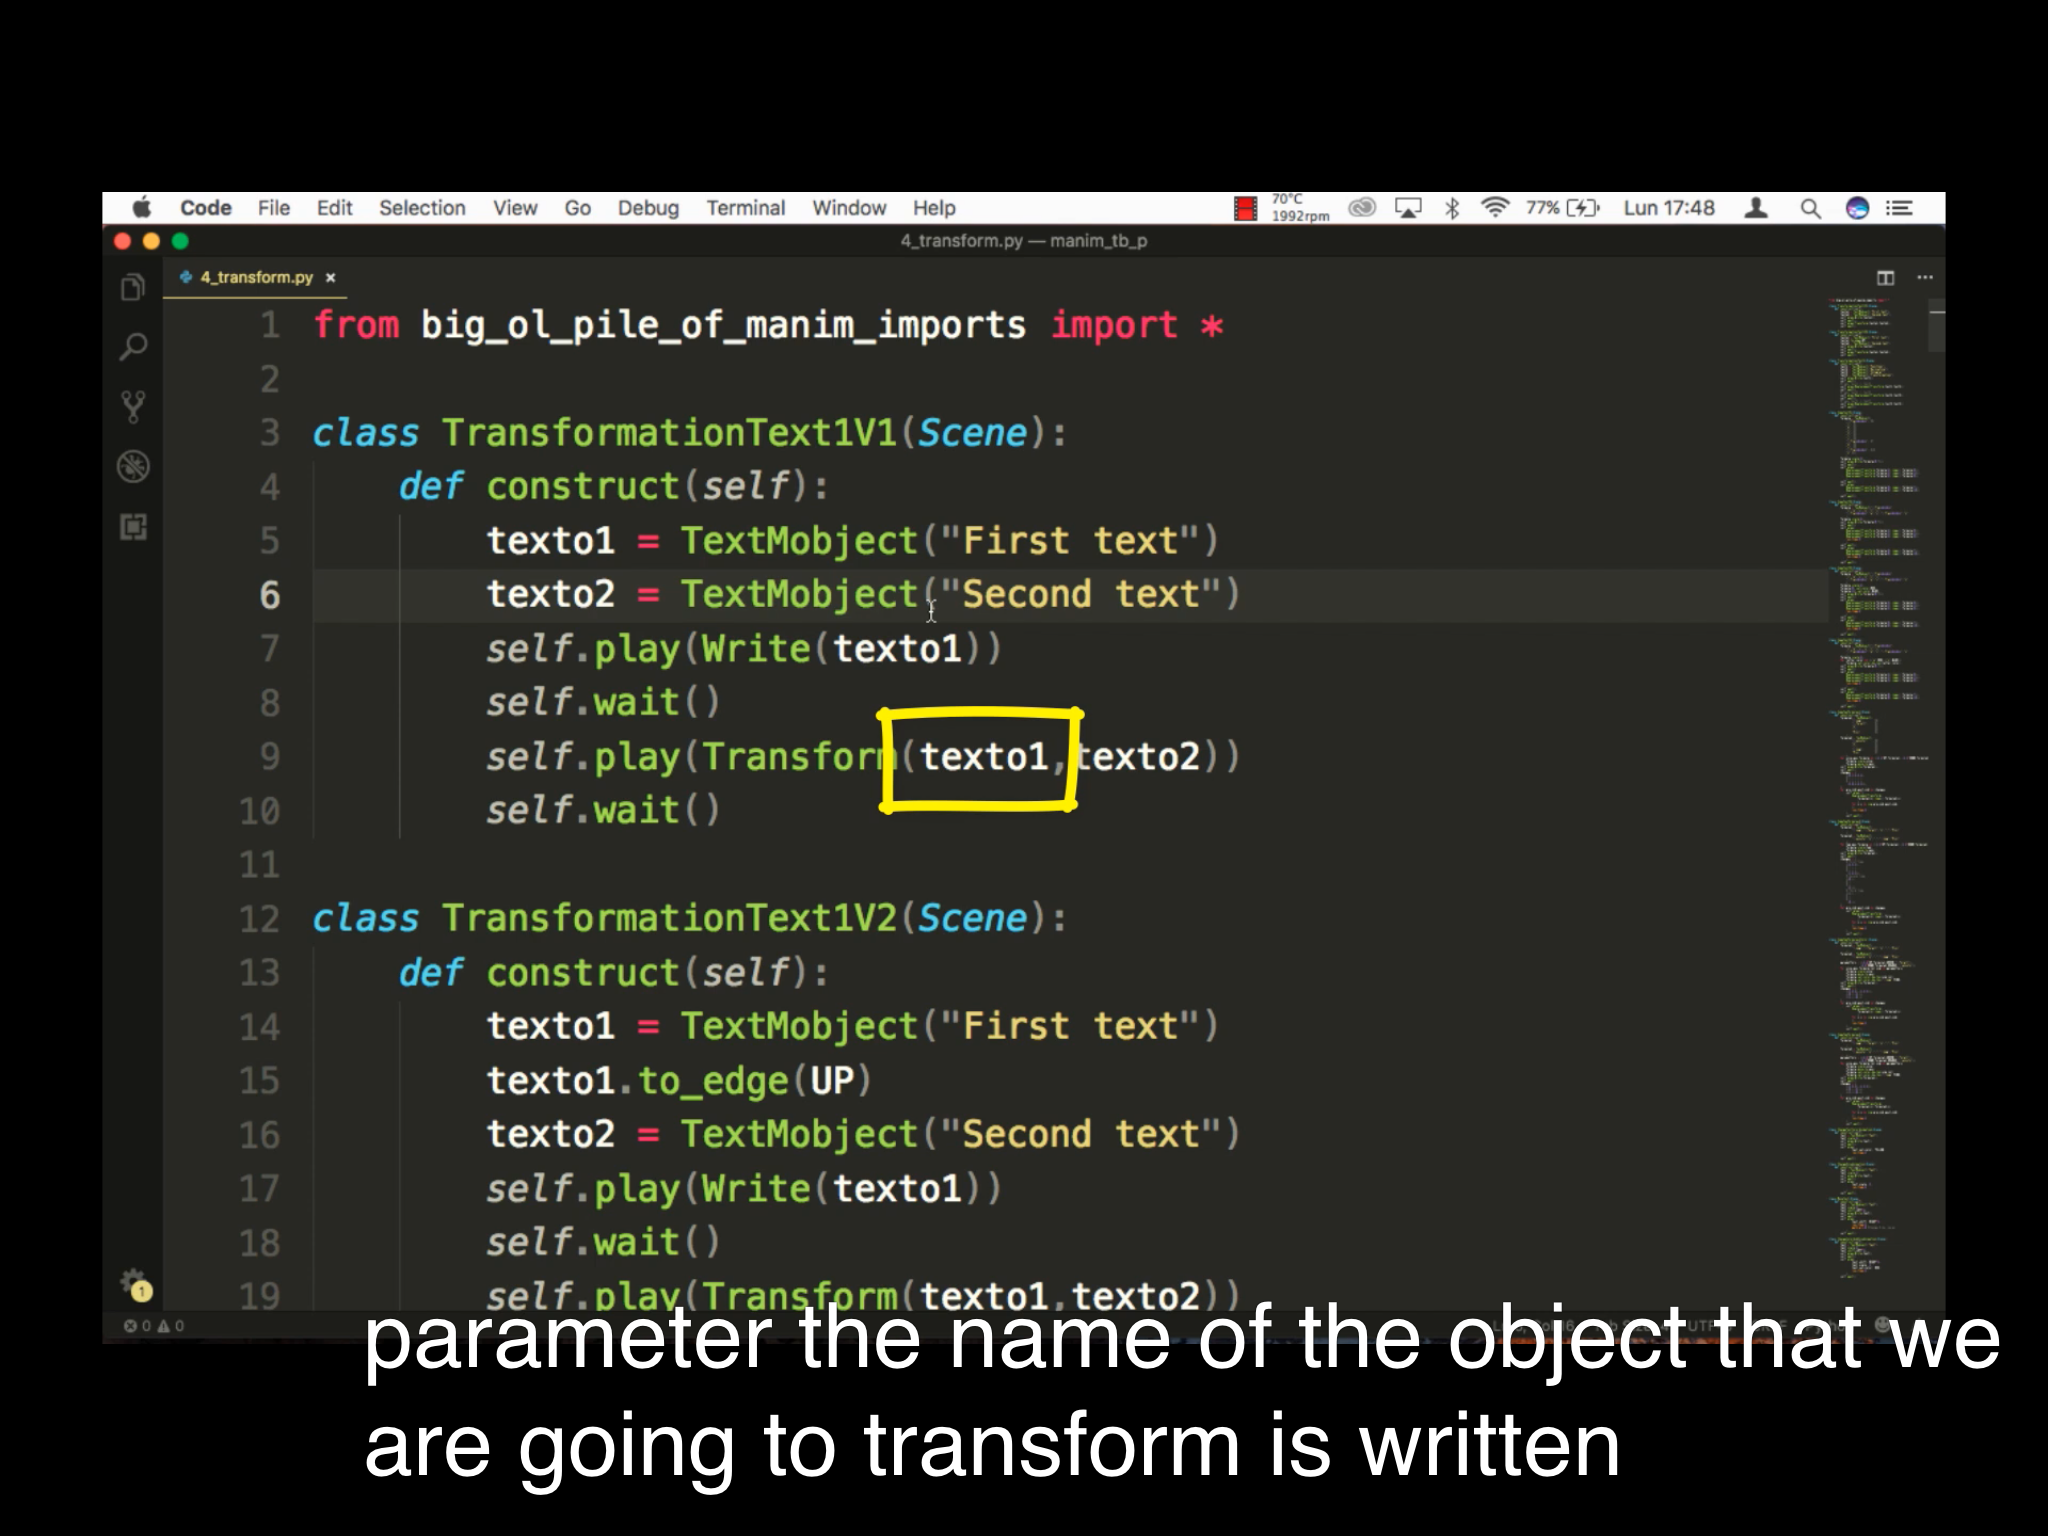 Code File Edit Selection View Go Debug Terminal Window Help 70°C 1992rpm 77% Lun 17:48
4_transform.py — manim_tb_p
4_transform.py ×
1 from big_ol_pile_of_manim_imports import *
2
3 class TransformationText1V1(Scene):
4 def construct(self):
5 texto1 = TextMobject("First text")
6 texto2 = TextMobject("Second text")
7 self.play(Write(texto1))
8 self.wait()
9 self.play(Transform(texto1,texto2))
10 self.wait()
11
12 class TransformationText1V2(Scene):
13 def construct(self):
14 texto1 = TextMobject("First text")
15 texto1.to_edge(UP)
16 texto2 = TextMobject("Second text")
17 self.play(Write(texto1))
18 self.wait()
19 self.play(Transform(texto1,texto2))
1
0 0
parameter the name of the object that we
are going to transform is written